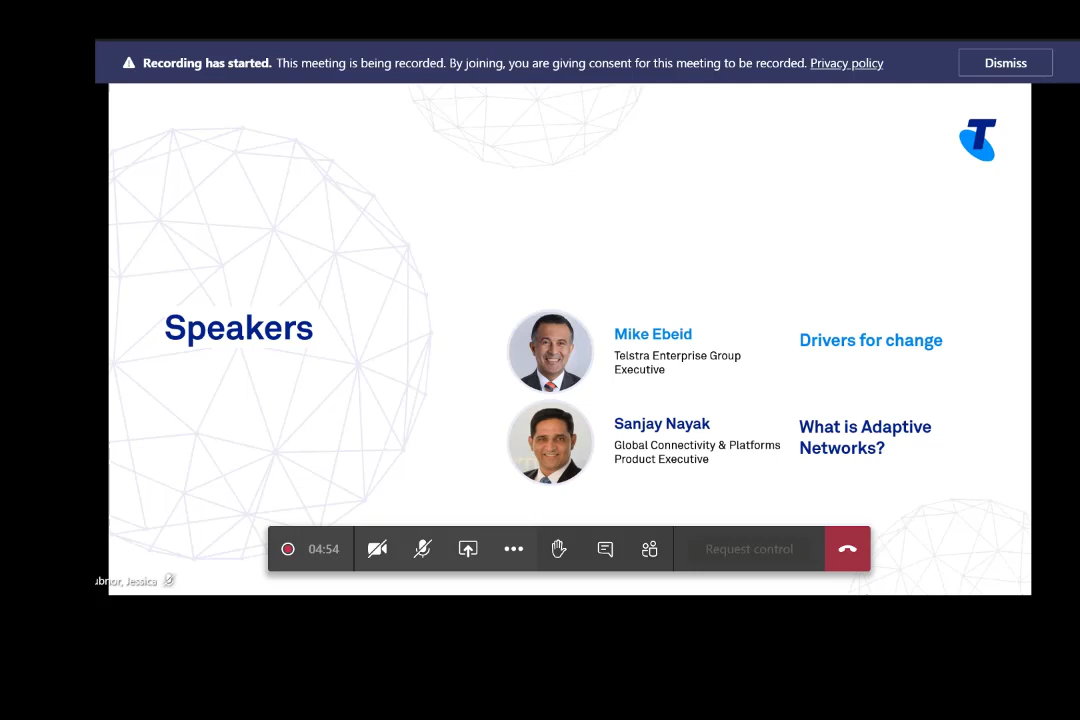 Recording has started. This meeting is being recorded. By joining, you are giving consent for this meeting to be recorded. Privacy policy
Dismiss
T
Speakers
Mike Ebeid
Telstra Enterprise Group
Executive
Drivers for change
Sanjay Nayak
Global Connectivity & Platforms
Product Executive
What is Adaptive
Networks?
04:54
Request control
Jessica